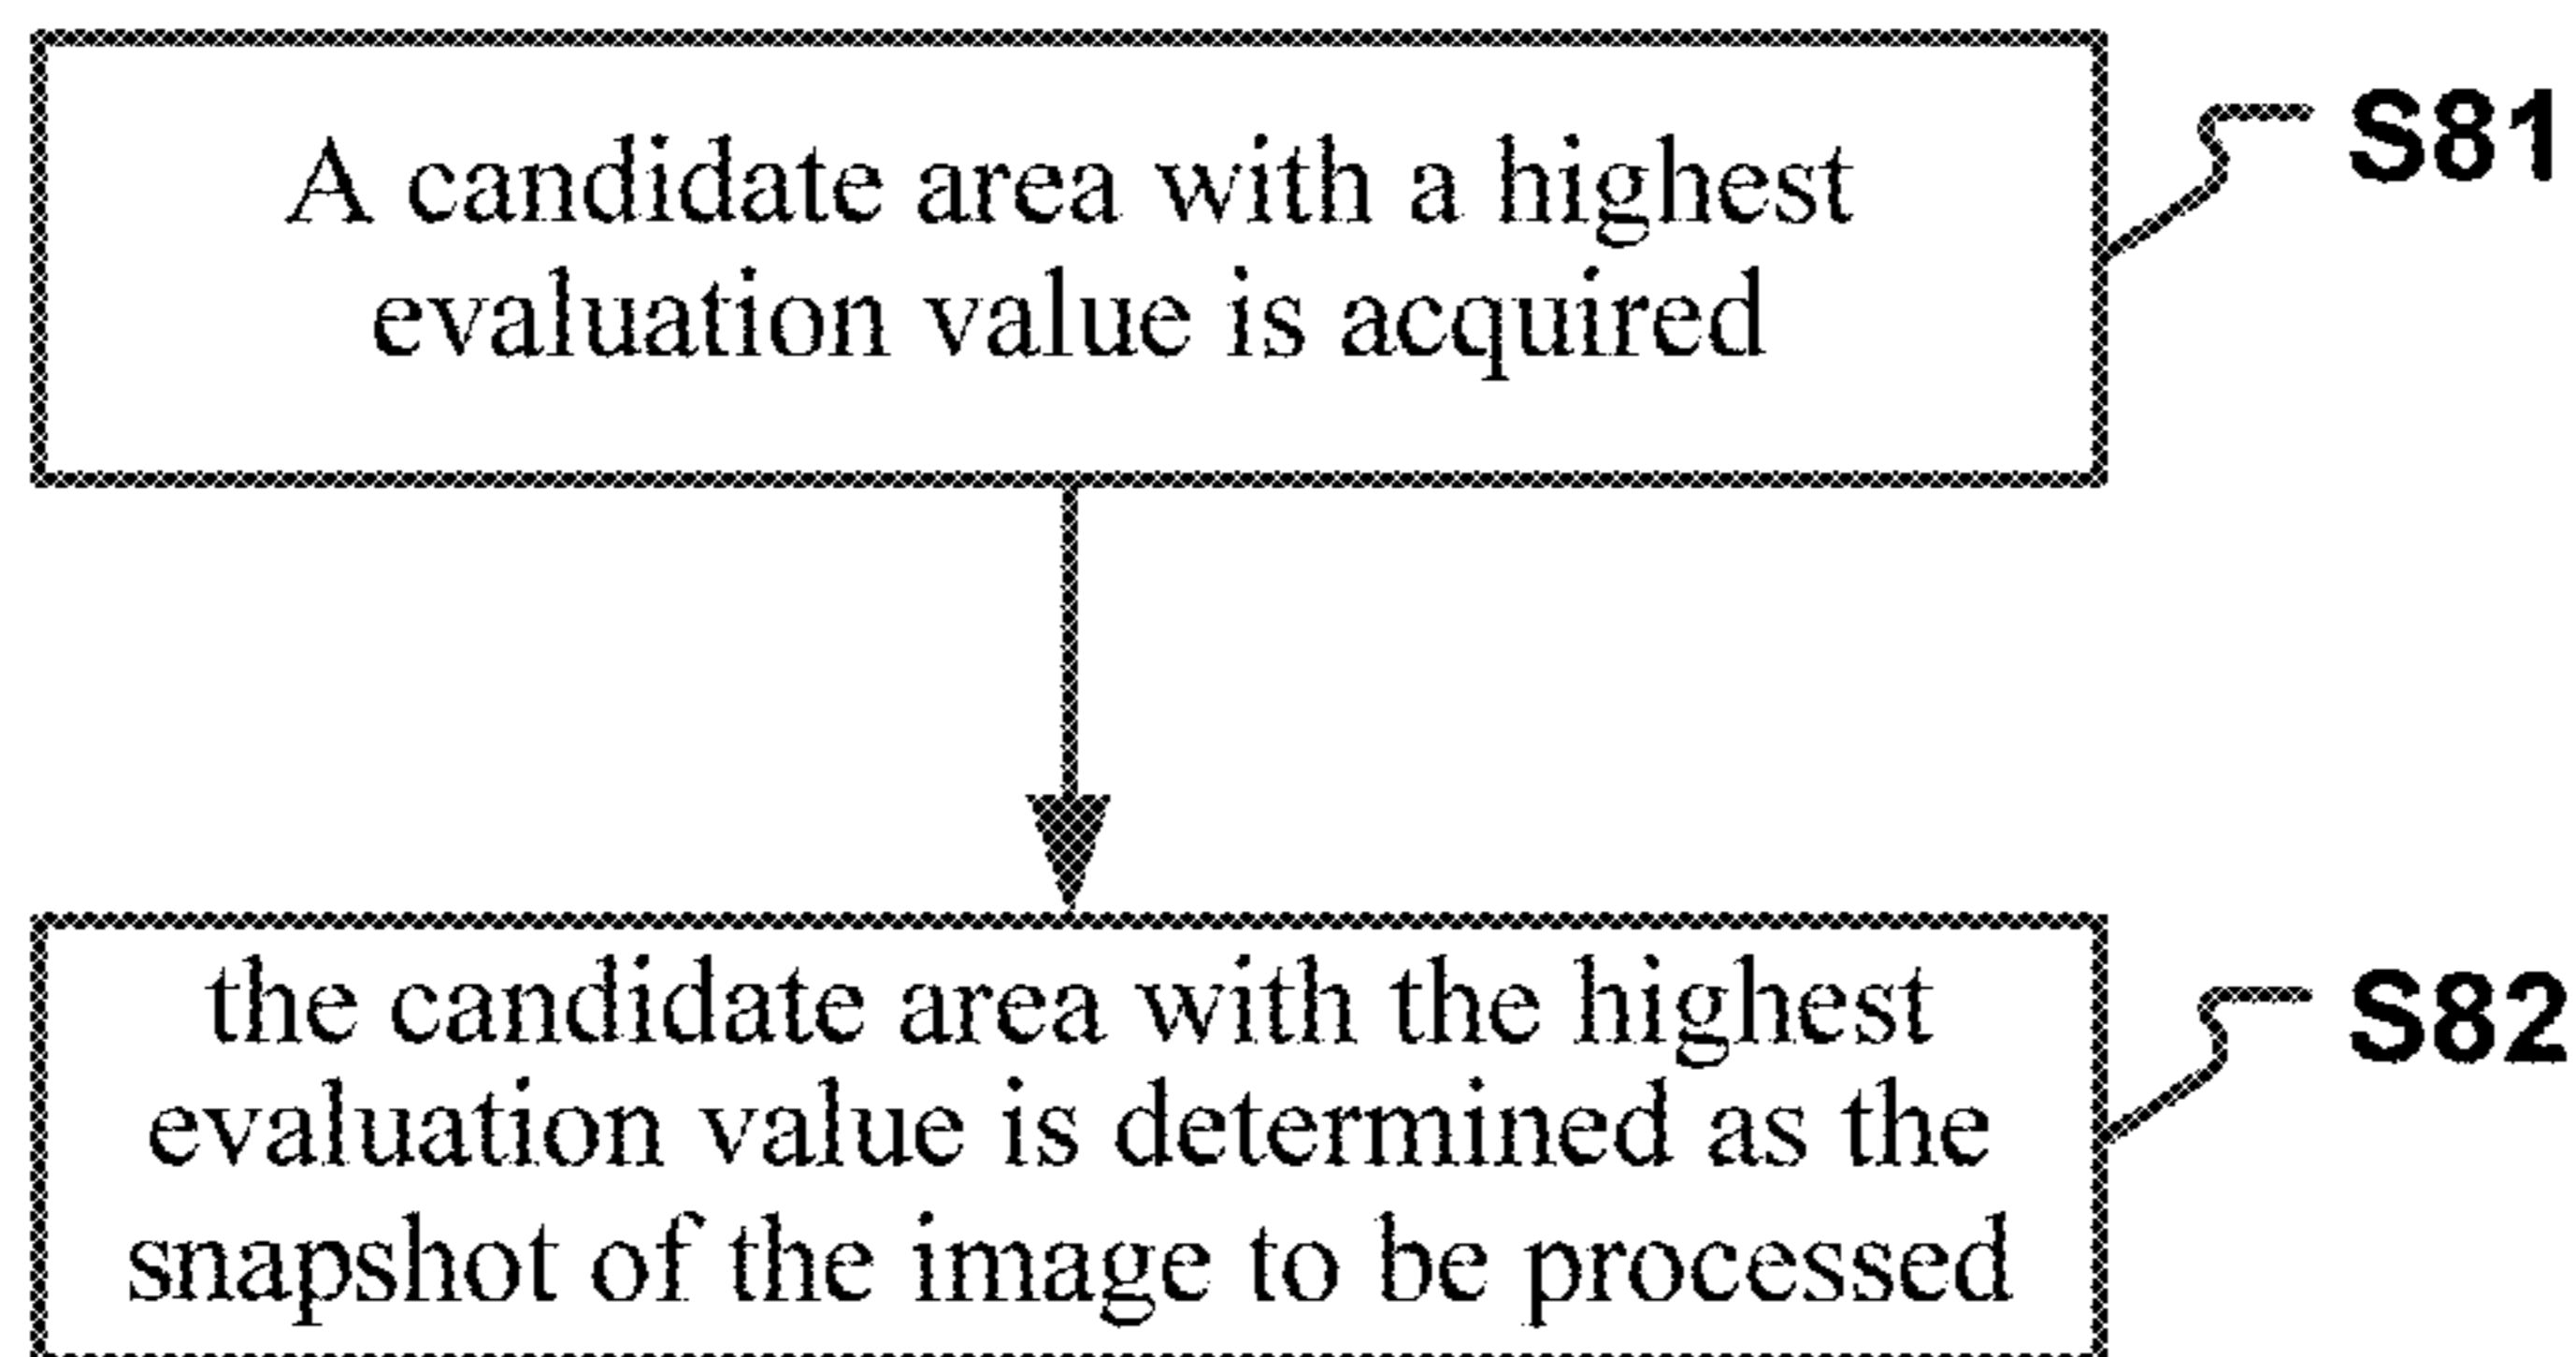 A candidate area with a highest
evaluation value is acquired
S81
the candidate area with the highest
evaluation value is determined as the
snapshot of the image to be processed
S82